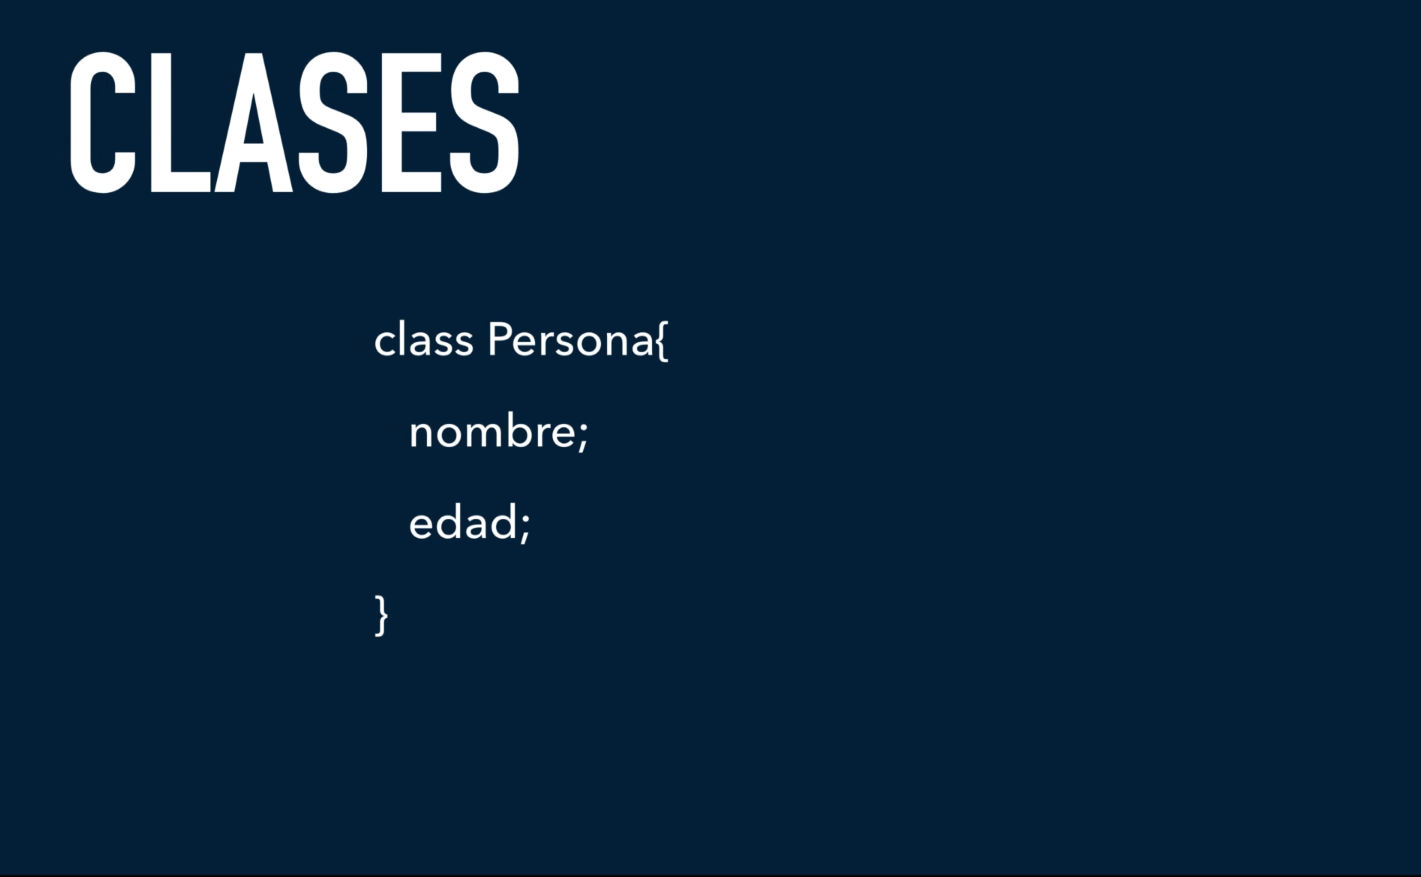 CLASES
class Persona{
nombre;
edad;
}